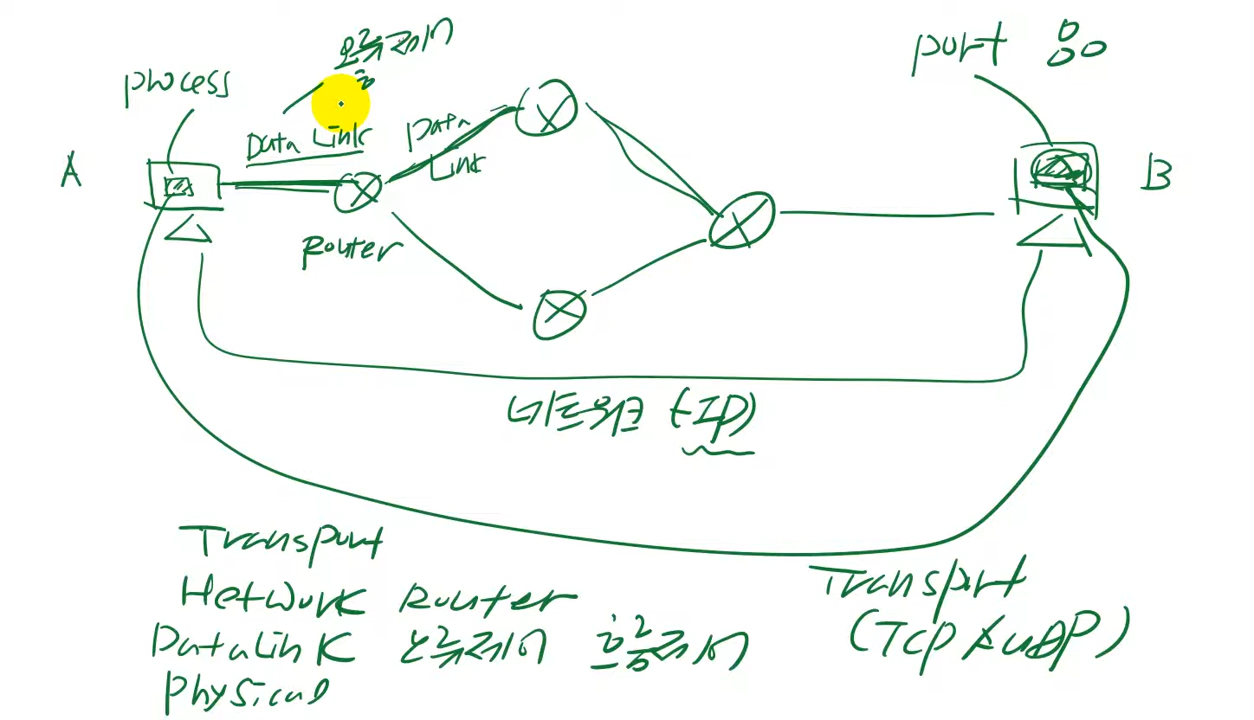 오류제어
흐
port 80
process
Data Link
Data
Link
A
B
Router
네트워크 (IP)
Transport
Network Router
DataLink 오류제어 흐름제어
Physical
Transport
(TCP / UDP)